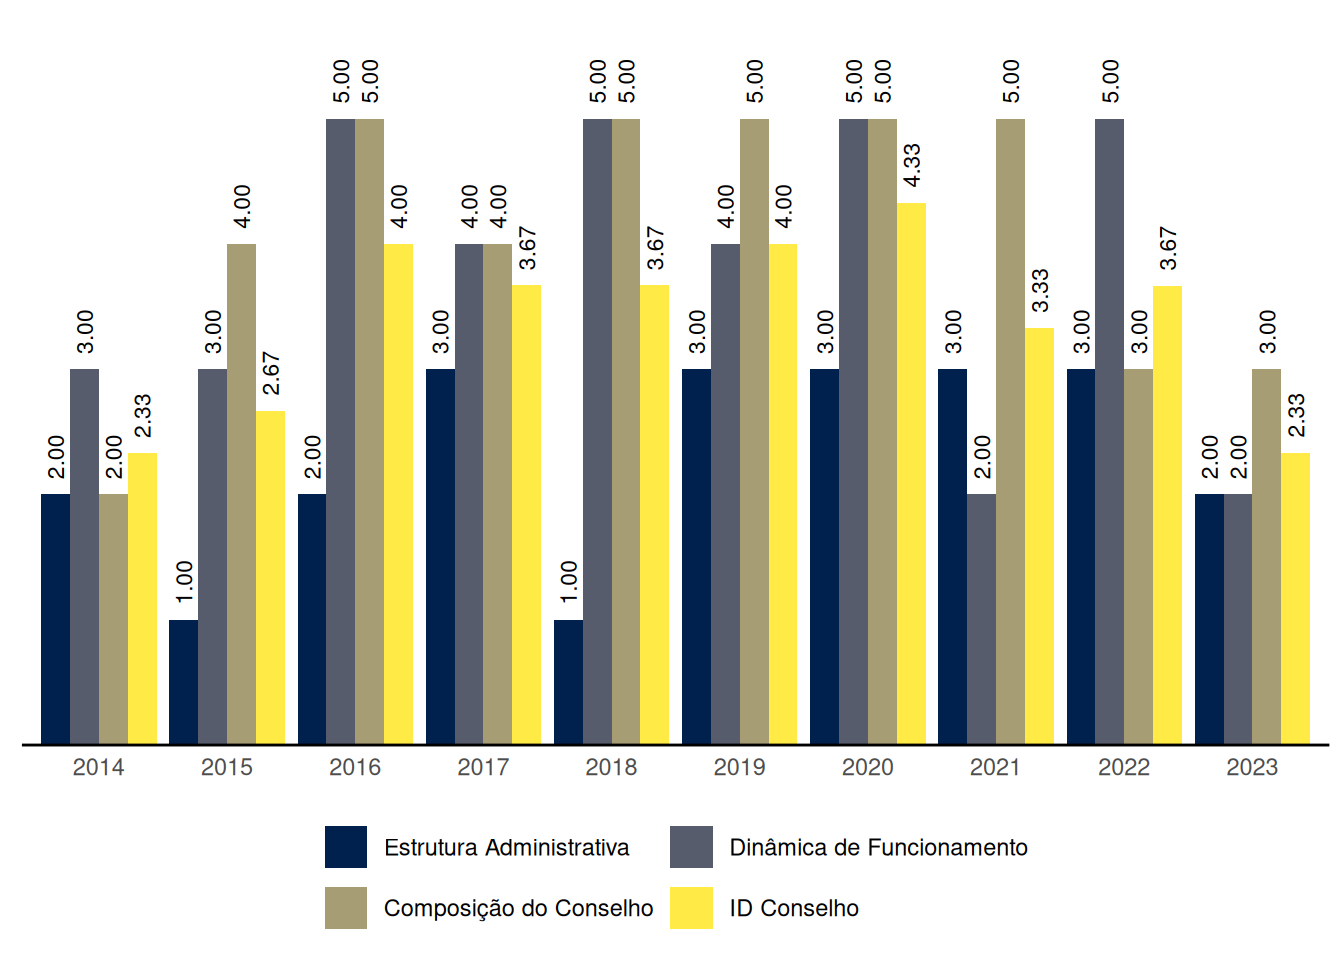 2.00 3.00 2.00 2.33
1.00 3.00 4.00 2.67
2.00 5.00 5.00 4.00
3.00 4.00 4.00 3.67
1.00 5.00 5.00 3.67
3.00 4.00 5.00 4.00
3.00 5.00 5.00 4.33
3.00 2.00 5.00 3.33
3.00 5.00 3.00 3.67
2.00 2.00 3.00 2.33
2014 2015 2016 2017 2018 2019 2020 2021 2022 2023
Estrutura Administrativa Dinâmica de Funcionamento
Composição do Conselho ID Conselho